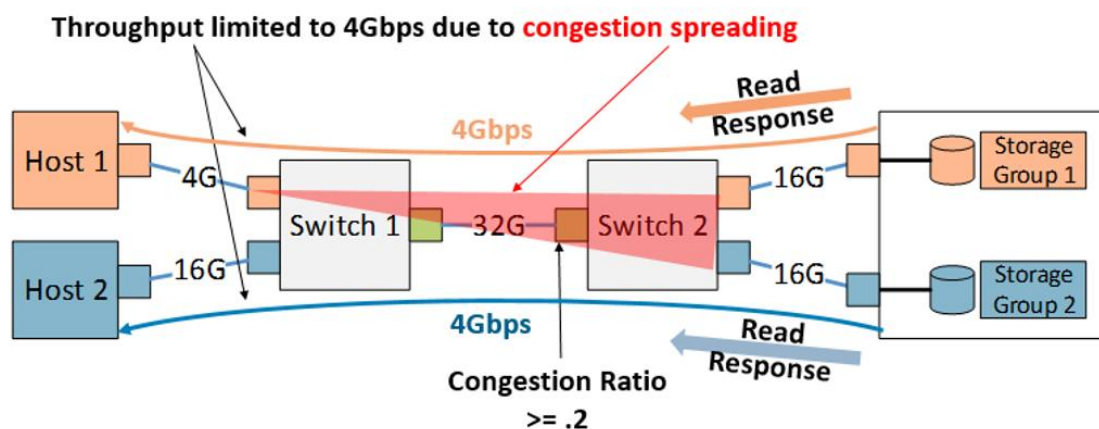 Throughput limited to 4Gbps due to congestion spreading
Read
Response
4Gbps
Host 1
4G
Switch 1
32G
Switch 2
16G
Storage
Group 1
Host 2
16G
16G
Storage
Group 2
4Gbps
Read
Response
Congestion Ratio
>= .2